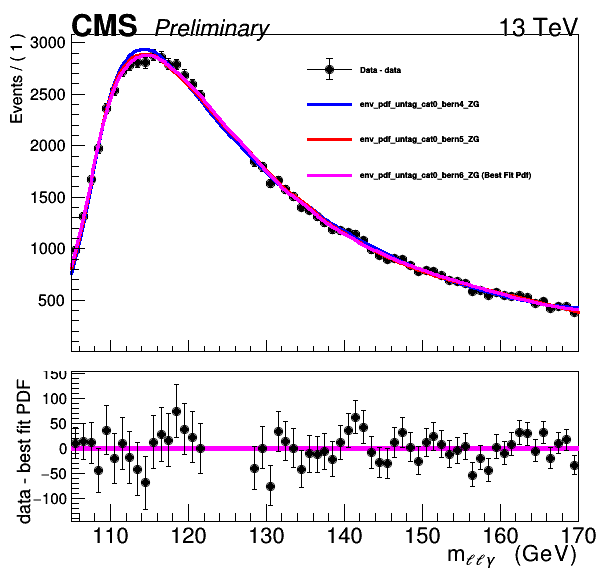 CMS Preliminary 13 TeV
Events / ( 1 )
3000
2500
2000
1500
1000
500
Data - data
env_pdf_untag_cat0_bern4_ZG
env_pdf_untag_cat0_bern5_ZG
env_pdf_untag_cat0_bern6_ZG (Best Fit Pdf)
data - best fit PDF
150
100
50
0
−50
−100
110 120 130 140 150 160 170
m_ℓℓγ (GeV)